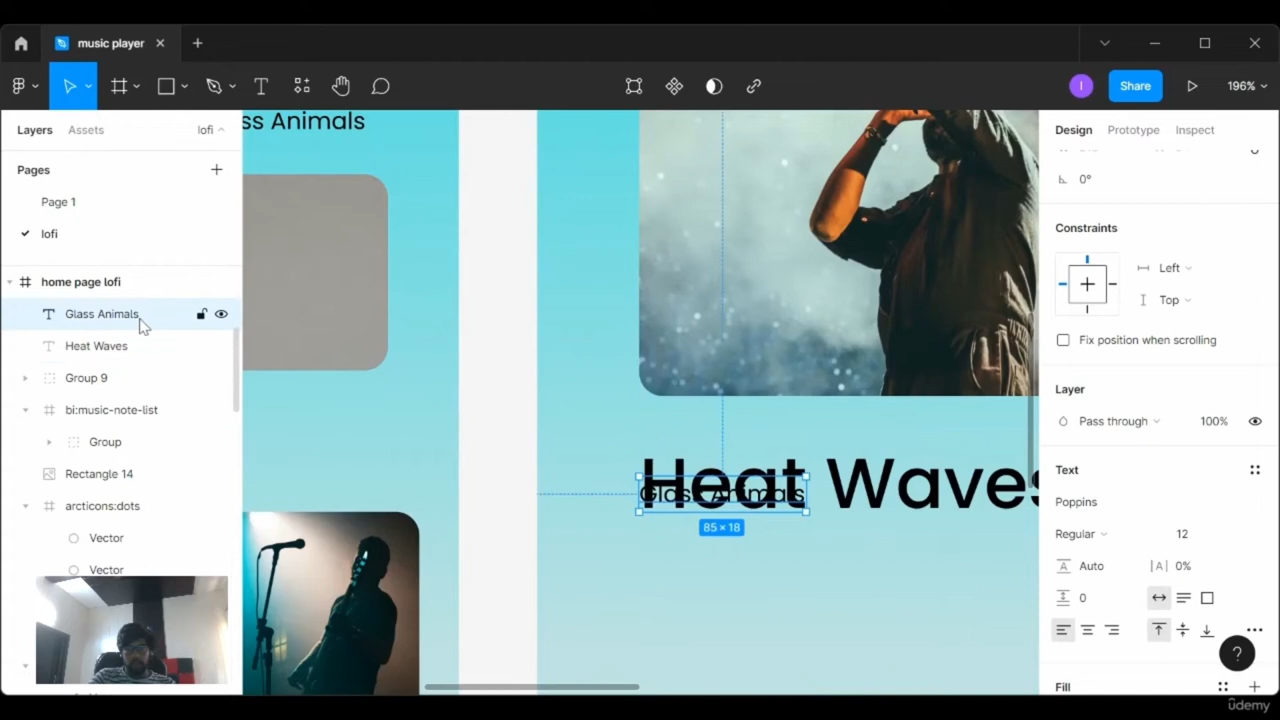 music player
Share
196%
Layers
Assets
lofi
Pages
Page 1
lofi
home page lofi
Glass Animals
Heat Waves
Group 9
bi:music-note-list
Group
Rectangle 14
arcticons:dots
Vector
Vector
ss Animals
Heat Waves
Glass Animals
85 × 18
Design
Prototype
Inspect
0°
Constraints
Left
Top
Fix position when scrolling
Layer
Pass through
100%
Text
Poppins
Regular
12
Auto
|A| 0%
0
?
Fill
ûdemy